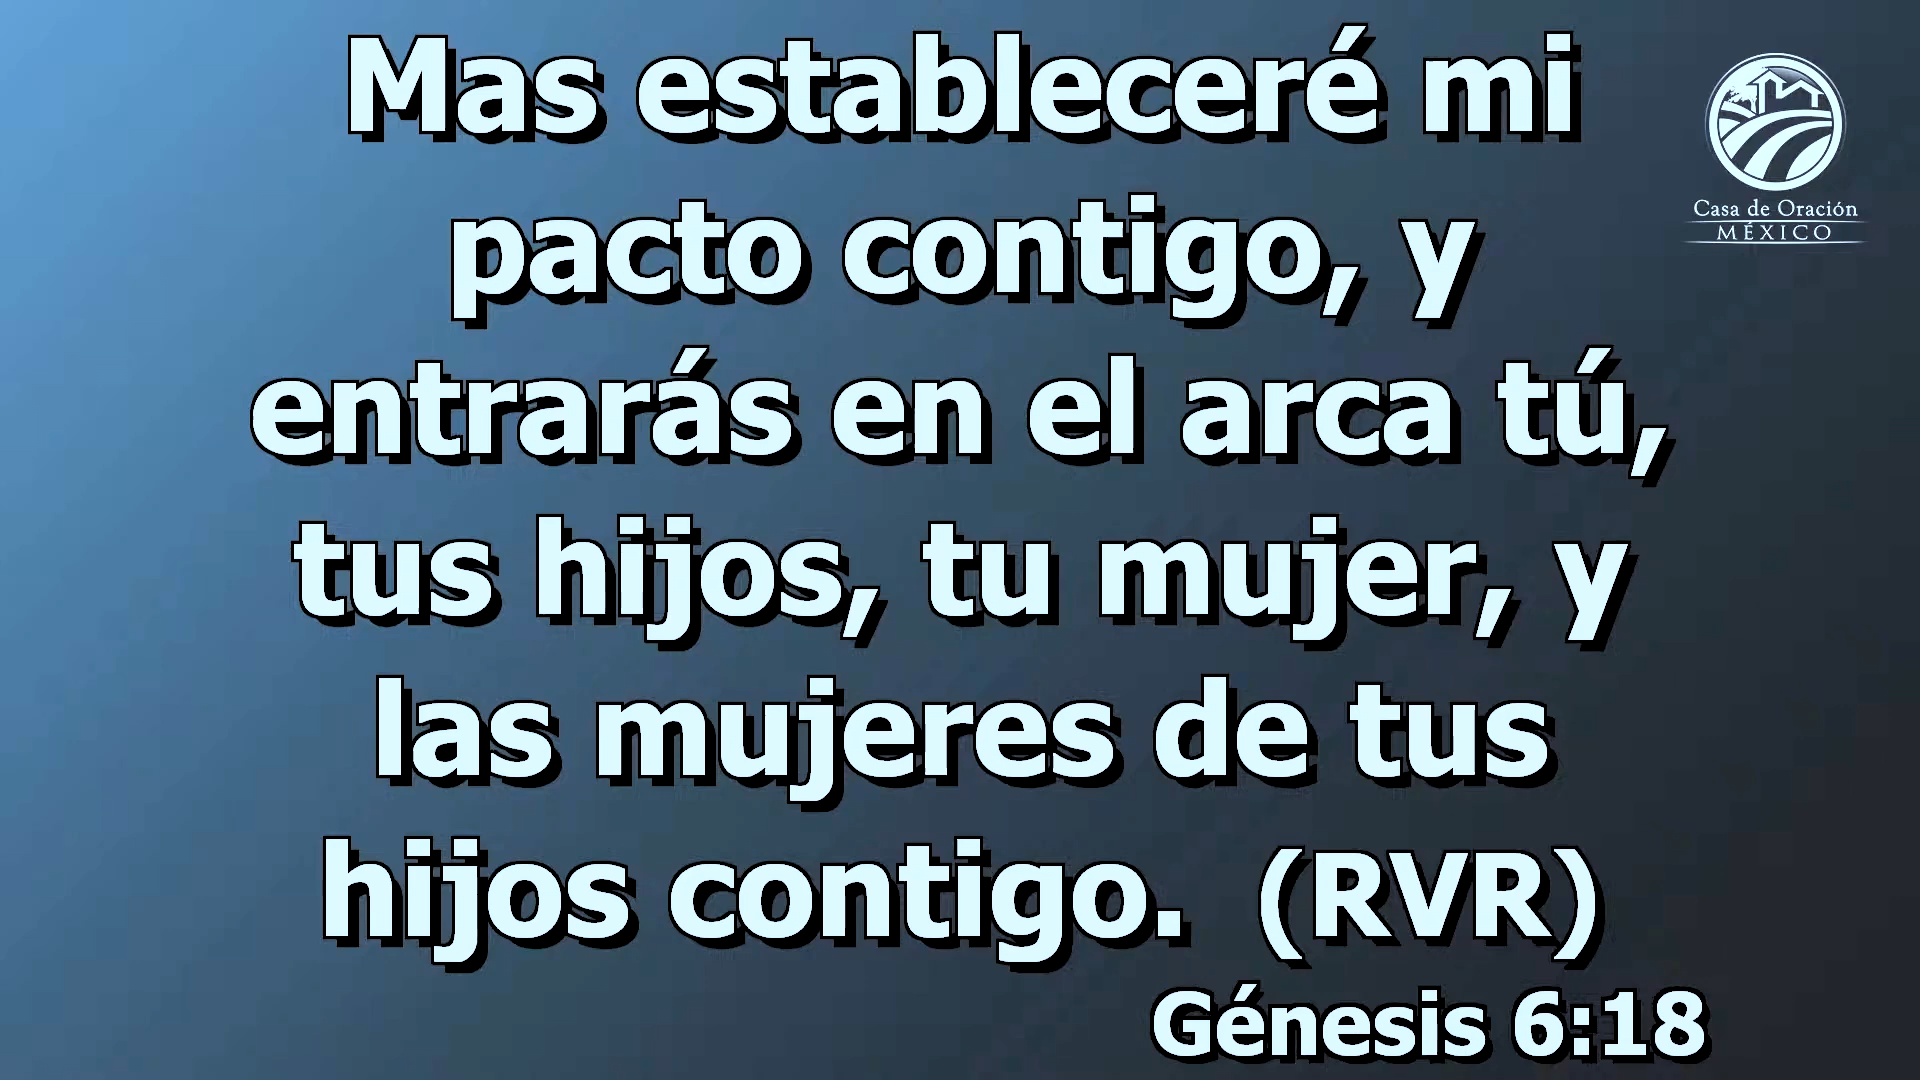 Mas estableceré mi
pacto contigo, y
entrarás en el arca tú,
tus hijos, tu mujer, y
las mujeres de tus
hijos contigo.  (RVR)
Génesis 6:18
Casa de Oración
MÉXICO